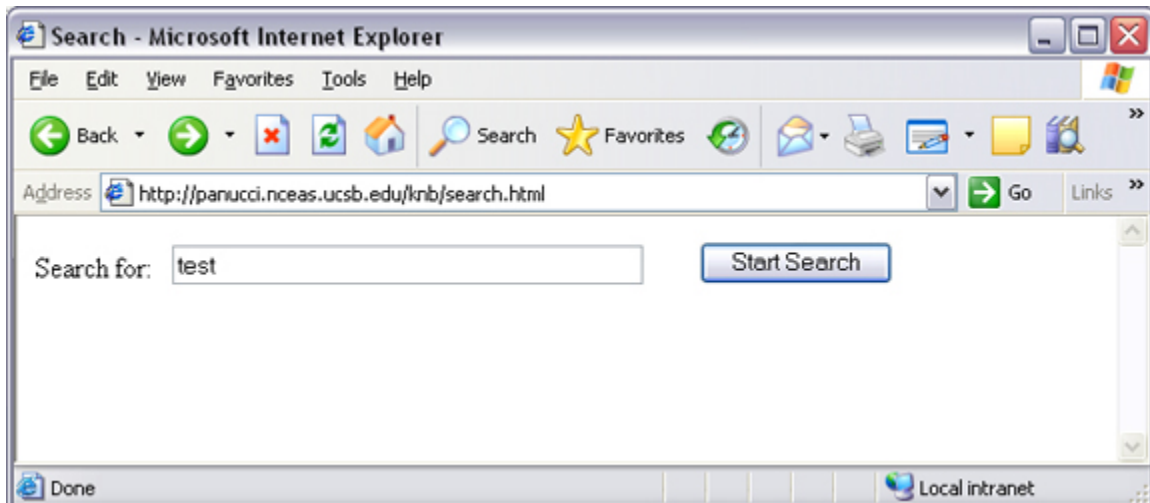 Search - Microsoft Internet Explorer
File Edit View Favorites Tools Help
Back Search Favorites »
Address http://panucci.nceas.ucsb.edu/knb/search.html Go Links »
Search for: test Start Search
Done Local intranet